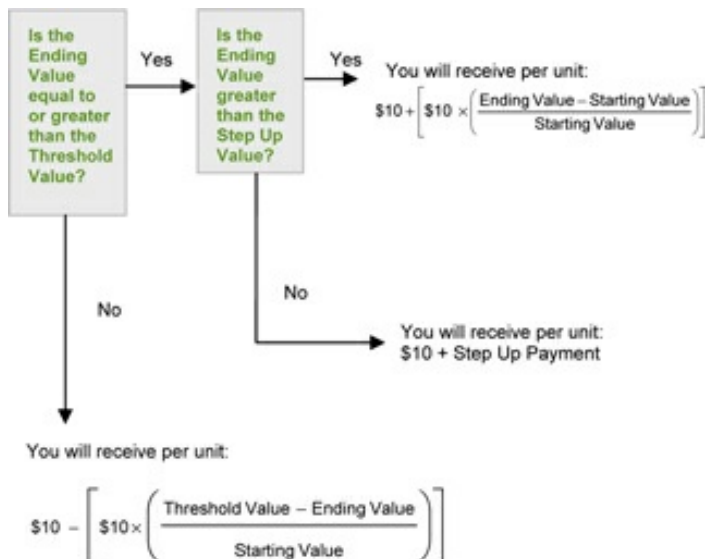 Is the
Ending
Value
equal to
or greater
than the
Threshold
Value?
Yes
Is the
Ending
Value
greater
than the
Step Up
Value?
Yes
You will receive per unit:
$10 + [ $10 × ( Ending Value – Starting Value
Starting Value ) ]
No
No
You will receive per unit:
$10 + Step Up Payment
You will receive per unit:
$10 – [ $10 × ( Threshold Value – Ending Value
Starting Value ) ]